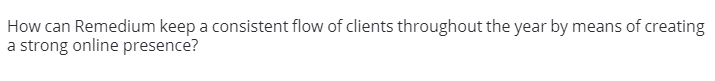 How can Remedium keep a consistent flow of clients throughout the year by means of creating
a strong online presence?